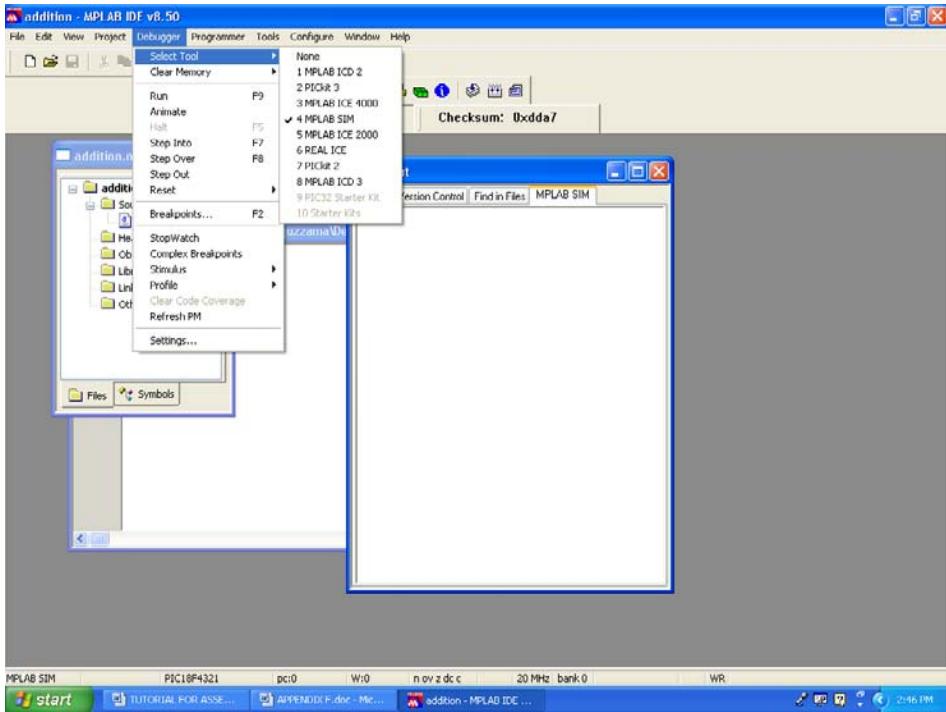 addition - MPLAB IDE v8.50
File Edit View Project Debugger Programmer Tools Configure Window Help
Checksum: 0xdda7
Select Tool
Clear Memory
Run F9
Animate
Halt F5
Step Into F7
Step Over F8
Step Out
Reset
Breakpoints... F2
StopWatch
Complex Breakpoints
Stimulus
Profile
Clear Code Coverage
Refresh PM
Settings...
None
1 MPLAB ICD 2
2 PICkit 3
3 MPLAB ICE 4000
4 MPLAB SIM
5 MPLAB ICE 2000
6 REAL ICE
7 PICkit 2
8 MPLAB ICD 3
9 PIC32 Starter Kit
10 Starter Kits
Control Find in Files MPLAB SIM
Files Symbols
MPLAB SIM PIC18F4321 pc:0 W:0 n ov z dc c 20 MHz bank 0 WR
start TUTORIAL FOR ASSE... APPENDIX F.doc - Mic... addition - MPLAB IDE ... 2:46 PM